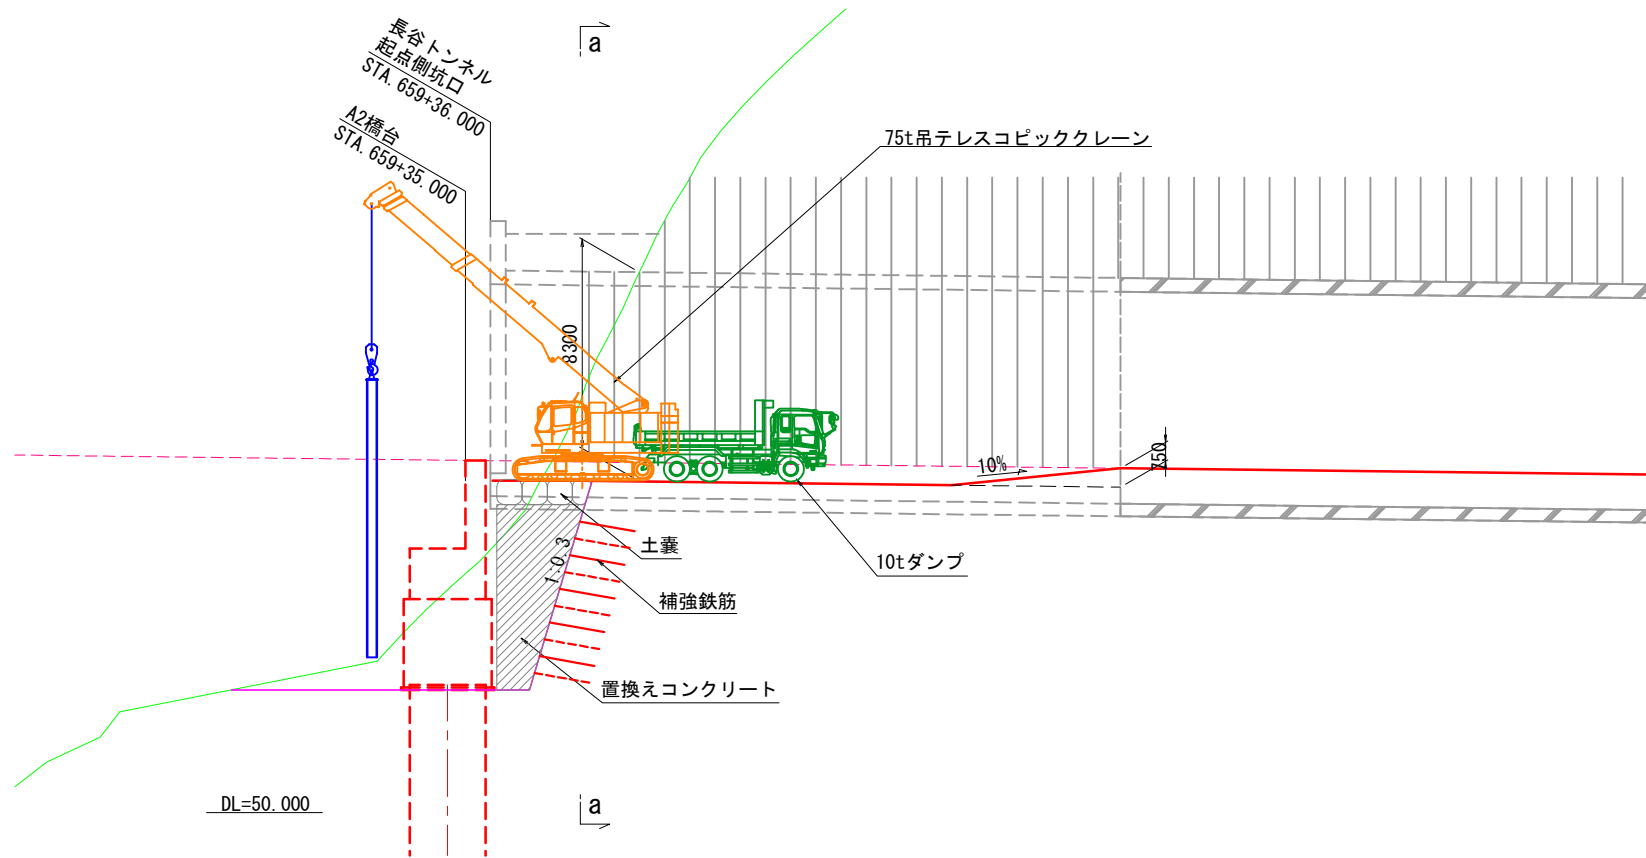 a
長谷トンネル
起点側坑口
STA. 659+36.000
A2橋台
STA. 659+35.000
75t吊テレスコピッククレーン
8300
10%
750
土嚢
1:0.3
10tダンプ
補強鉄筋
置換えコンクリート
DL=50.000
a